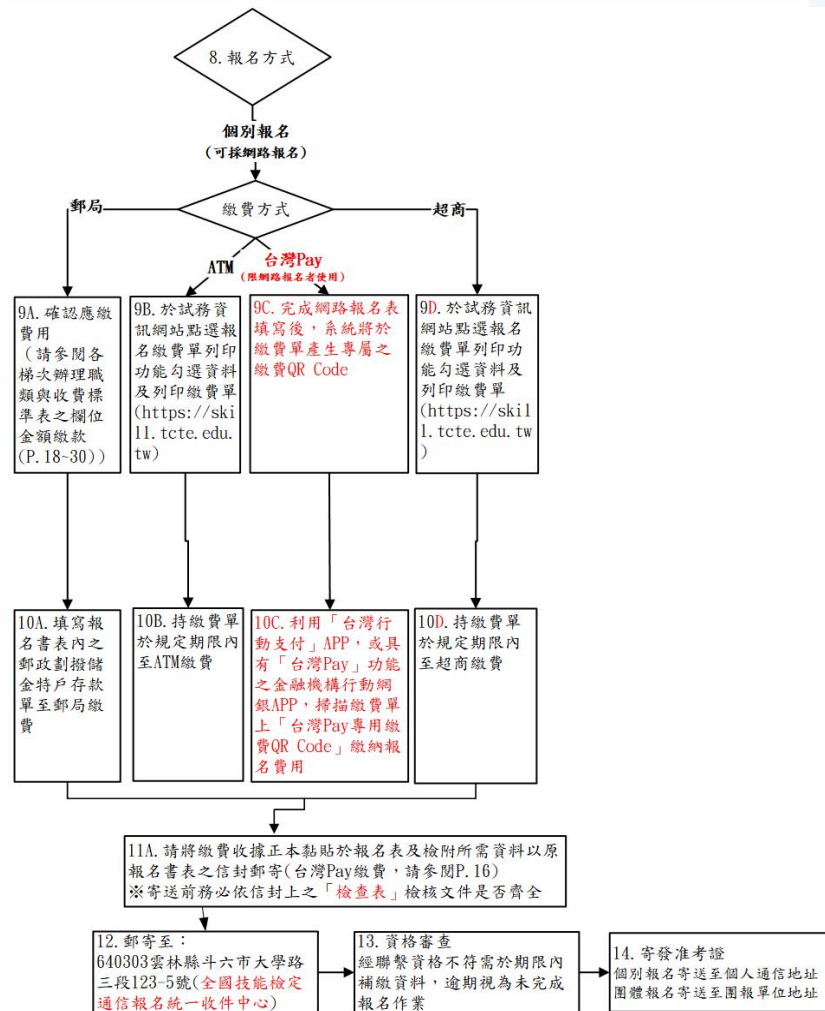 8.報名方式
個別報名
(可採網路報名)
郵局
繳費方式
超商
ATM
台灣Pay
(限網路報名者使用)
9A.確認應繳
費用
(請參閱各
梯次辦理職
類與收費標
準表之欄位
金額繳款
(P.18~30))
9B.於試務資
訊網站點選報
名繳費單列印
功能勾選資料
及列印繳費單
(https://ski
ll.tcte.edu.
tw)
9C.完成網路報名表
填寫後，系統將於
繳費單產生專屬之
繳費QR Code
9D.於試務資訊
網站點選報名
繳費單列印功
能勾選資料及
列印繳費單
(https://skil
l.tcte.edu.tw
)
10A.填寫報
名書表內之
郵政劃撥儲
金特戶存款
單至郵局繳
費
10B.持繳費單
於規定期限內
至ATM繳費
10C.利用「台灣行
動支付」APP，或具
有「台灣Pay」功能
之金融機構行動網
銀APP，掃描繳費單
上「台灣Pay專用繳
費QR Code」繳納報
名費用
10D.持繳費單
於規定期限內
至超商繳費
11A.請將繳費收據正本黏貼於報名表及檢附所需資料以原
報名書表之信封郵寄(台灣Pay繳費，請參閱P.16)
※寄送前務必依信封上之「檢查表」檢核文件是否齊全
12.郵寄至：
640303雲林縣斗六市大學路
三段123-5號(全國技能檢定
通信報名統一收件中心)
13.資格審查
經聯繫資格不符需於期限內
補繳資料，逾期視為未完成
報名作業
14.寄發准考證
個別報名寄送至個人通信地址
團體報名寄送至團報單位地址